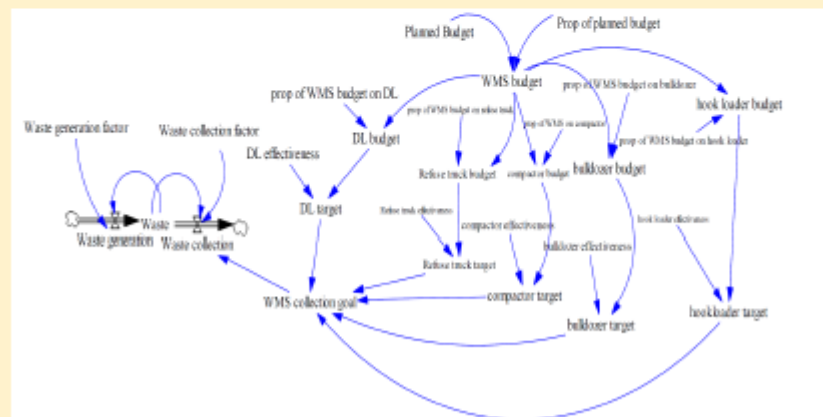 Planned Budget
Prop of planned budget
WMS budget
prop of WMS budget on DL
prop of WMS budget on refuse truck
prop of WMS on compactor
prop of WMS budget on bulldozer
hook loader budget
Waste generation factor
Waste collection factor
DL budget
prop of WMS budget on hook loader
DL effectiveness
Refuse truck budget
compactor budget
bulldozer budget
DL target
Refuse truck effectiveness
compactor effectiveness
hook loader effectiveness
Waste
Waste generation
Waste collection
bulldozer effectiveness
Refuse truck target
WMS collection goal
compactor target
bulldozer target
hookloader target